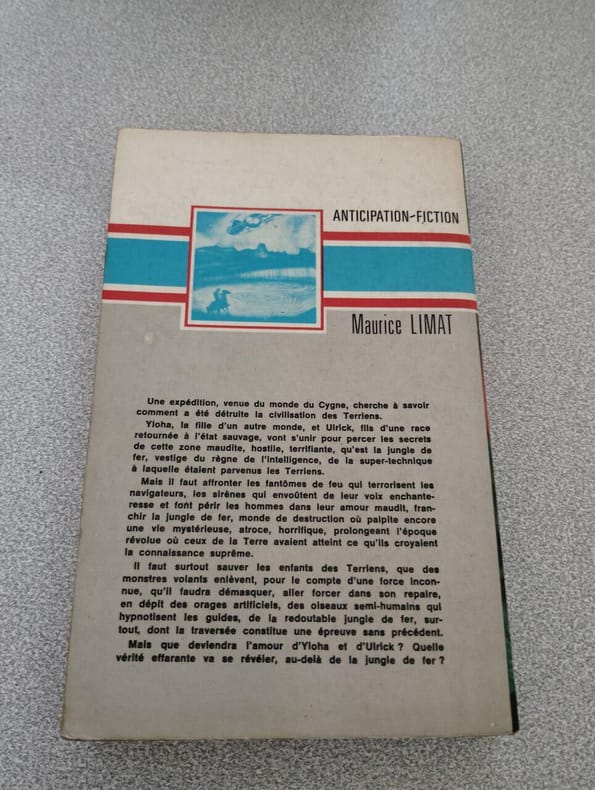 ANTICIPATION-FICTION
Maurice LIMAT
Une expédition, venue du monde du Cygne, cherche à savoir
comment a été détruite la civilisation des Terriens.
Yloha, la fille d'un autre monde, et Ulrick, fils d'une race
retournée à l'état sauvage, vont s'unir pour percer les secrets
de cette zone maudite, hostile, terrifiante, qu'est la jungle de
fer, vestige du règne de l'intelligence, de la super-technique
à laquelle étaient parvenus les Terriens.
Mais il faut affronter les fantômes de feu qui terrorisent les
navigateurs, les sirènes qui envoûtent de leur voix enchante-
resse et font périr les hommes dans leur amour maudit, fran-
chir la jungle de fer, monde de destruction où palpite encore
une vie mystérieuse, atroce, horrifique, prolongeant l'époque
révolue où ceux de la Terre avaient atteint ce qu'ils croyaient
la connaissance suprême.
Il faut surtout sauver les enfants des Terriens, que des
monstres volants enlèvent, pour le compte d'une force incon-
nue, qu'il faudra démasquer, aller forcer dans son repaire,
en dépit des orages artificiels, des oiseaux semi-humains qui
hypnotisent les guides, de la redoutable jungle de fer, sur-
tout, dont la traversée constitue une épreuve sans précédent.
Mais que deviendra l'amour d'Yloha et d'Ulrick ? Quelle
vérité effarante va se révéler, au-delà de la jungle de fer ?